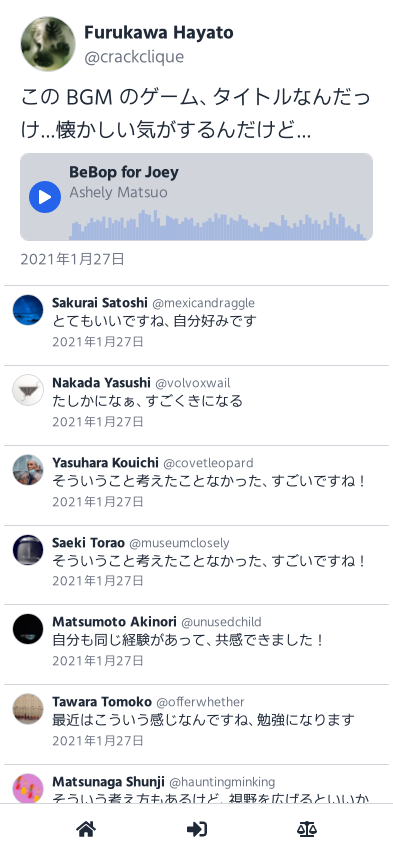 Furukawa Hayato
@crackclique
この BGM のゲーム、タイトルなんだっ
け...懐かしい気がするんだけど...
BeBop for Joey
Ashely Matsuo
2021年1月27日
Sakurai Satoshi @mexicandraggle
とてもいいですね、自分好みです
2021年1月27日
Nakada Yasushi @volvoxwail
たしかになぁ、すごくきになる
2021年1月27日
Yasuhara Kouichi @covetleopard
そういうこと考えたことなかった、すごいですね！
2021年1月27日
Saeki Torao @museumclosely
そういうこと考えたことなかった、すごいですね！
2021年1月27日
Matsumoto Akinori @unusedchild
自分も同じ経験があって、共感できました！
2021年1月27日
Tawara Tomoko @offerwhether
最近はこういう感じなんですね、勉強になります
2021年1月27日
Matsunaga Shunji @hauntingminking
そういう考え方もあるけど、視野を広げるといいか